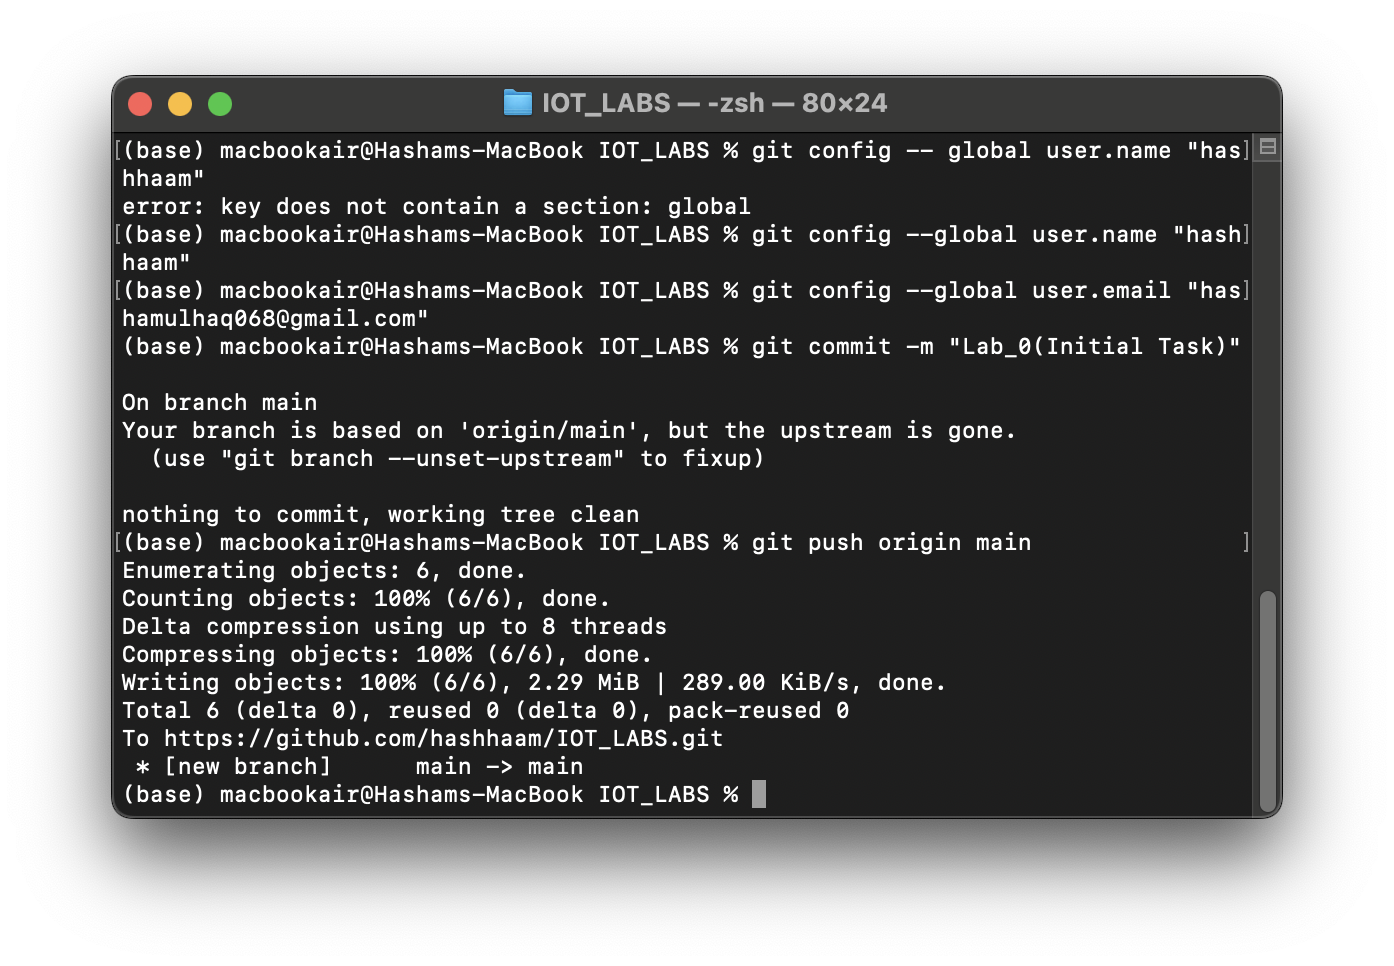 IOT_LABS — -zsh — 80×24
[(base) macbookair@Hashams-MacBook IOT_LABS % git config -- global user.name "has]
hhaam"
error: key does not contain a section: global
[(base) macbookair@Hashams-MacBook IOT_LABS % git config --global user.name "hash]
haam"
[(base) macbookair@Hashams-MacBook IOT_LABS % git config --global user.email "has]
hamulhaq068@gmail.com"
(base) macbookair@Hashams-MacBook IOT_LABS % git commit -m "Lab_0(Initial Task)"
On branch main
Your branch is based on 'origin/main', but the upstream is gone.
  (use "git branch --unset-upstream" to fixup)
nothing to commit, working tree clean
[(base) macbookair@Hashams-MacBook IOT_LABS % git push origin main ]
Enumerating objects: 6, done.
Counting objects: 100% (6/6), done.
Delta compression using up to 8 threads
Compressing objects: 100% (6/6), done.
Writing objects: 100% (6/6), 2.29 MiB | 289.00 KiB/s, done.
Total 6 (delta 0), reused 0 (delta 0), pack-reused 0
To https://github.com/hashhaam/IOT_LABS.git
 * [new branch]      main -> main
(base) macbookair@Hashams-MacBook IOT_LABS %